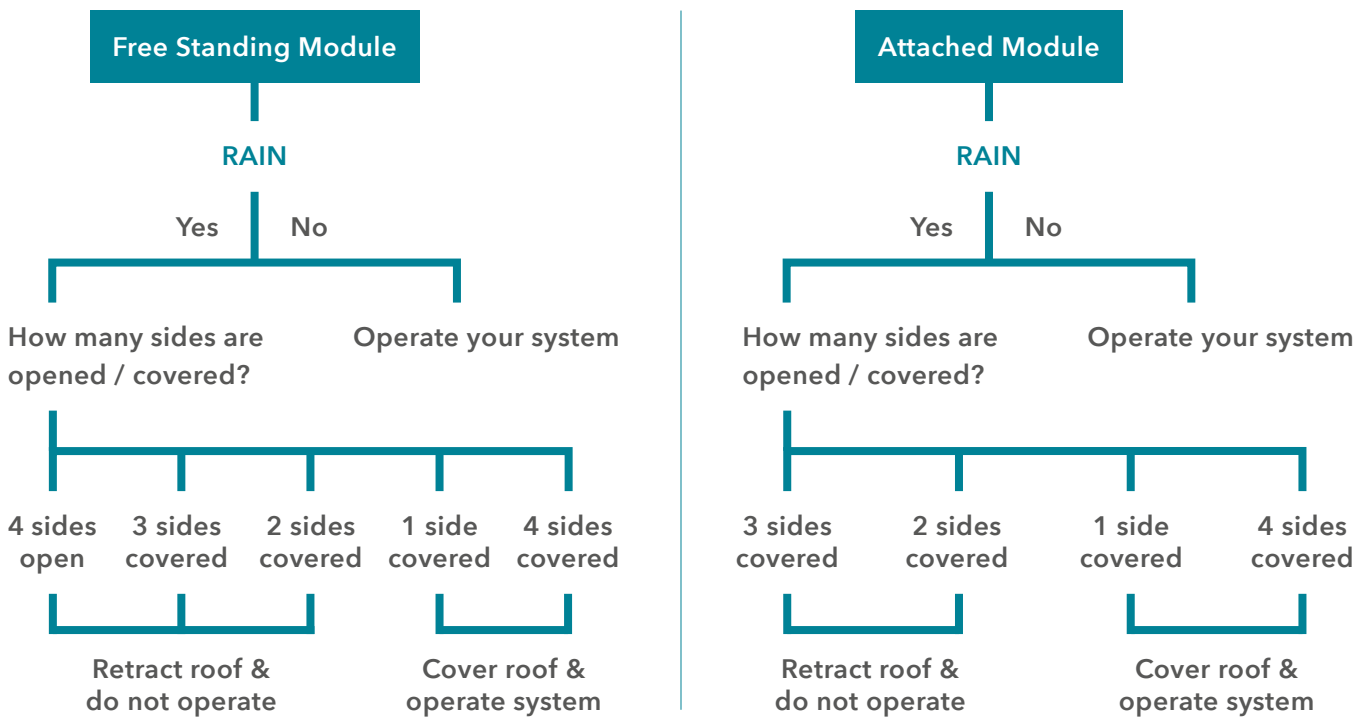 Free Standing Module
RAIN
Yes
No
How many sides are
opened / covered?
Operate your system
4 sides
open
3 sides
covered
2 sides
covered
1 side
covered
4 sides
covered
Retract roof &
do not operate
Cover roof &
operate system
Attached Module
RAIN
Yes
No
How many sides are
opened / covered?
Operate your system
3 sides
covered
2 sides
covered
1 side
covered
4 sides
covered
Retract roof &
do not operate
Cover roof &
operate system